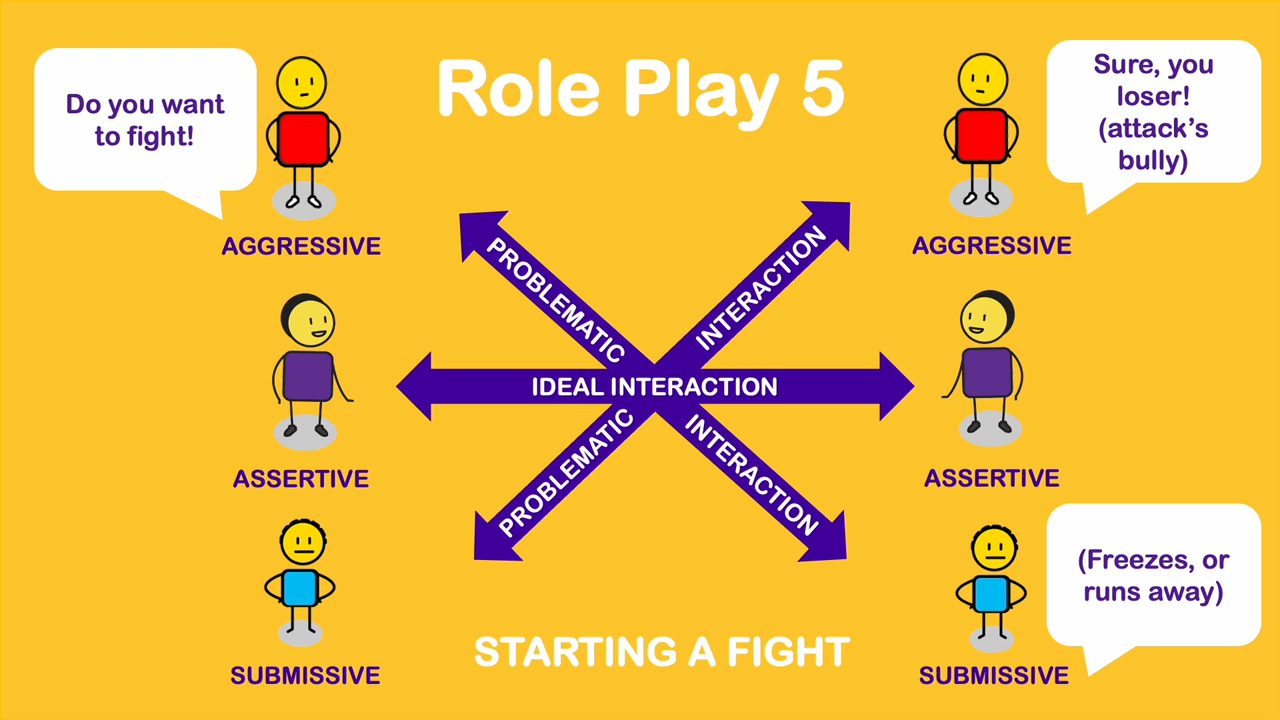 Role Play 5
Do you want
to fight!
Sure, you
loser!
(attack's
bully)
AGGRESSIVE
AGGRESSIVE
PROBLEMATIC
INTERACTION
IDEAL INTERACTION
PROBLEMATIC
INTERACTION
ASSERTIVE
ASSERTIVE
(Freezes, or
runs away)
STARTING A FIGHT
SUBMISSIVE
SUBMISSIVE